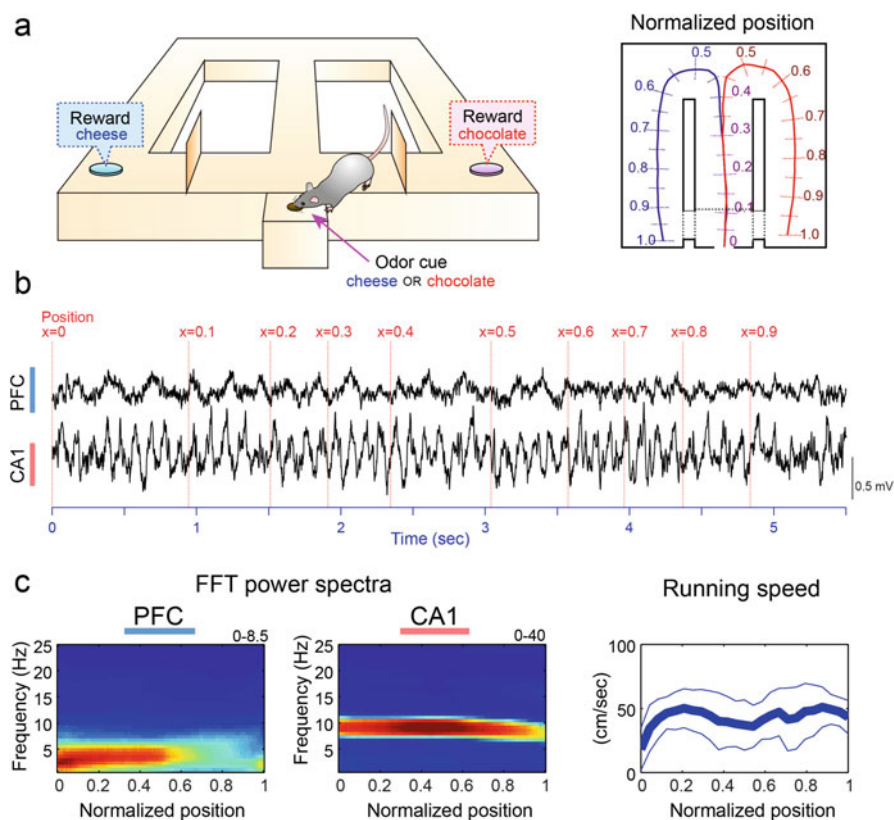 a
Reward
cheese
Reward
chocolate
Odor cue
cheese OR chocolate
Normalized position
0.5
0.5
0.6
0.4
0.6
0.7
0.3
0.7
0.8
0.2
0.8
0.9
0.1
0.9
1.0
0
1.0
b
Position
x=0
x=0.1
x=0.2
x=0.3
x=0.4
x=0.5
x=0.6
x=0.7
x=0.8
x=0.9
PFC
CA1
0,5 mV
0
1
2
3
4
5
Time (sec)
c
FFT power spectra
Running speed
PFC
0-8.5
CA1
0-40
Frequency (Hz)
25
20
15
10
5
0
0.2
0.4
0.6
0.8
1
Normalized position
Frequency (Hz)
25
20
15
10
5
0
0.2
0.4
0.6
0.8
1
Normalized position
(cm/sec)
100
50
0
0
0.2
0.4
0.6
0.8
1
Normalized position